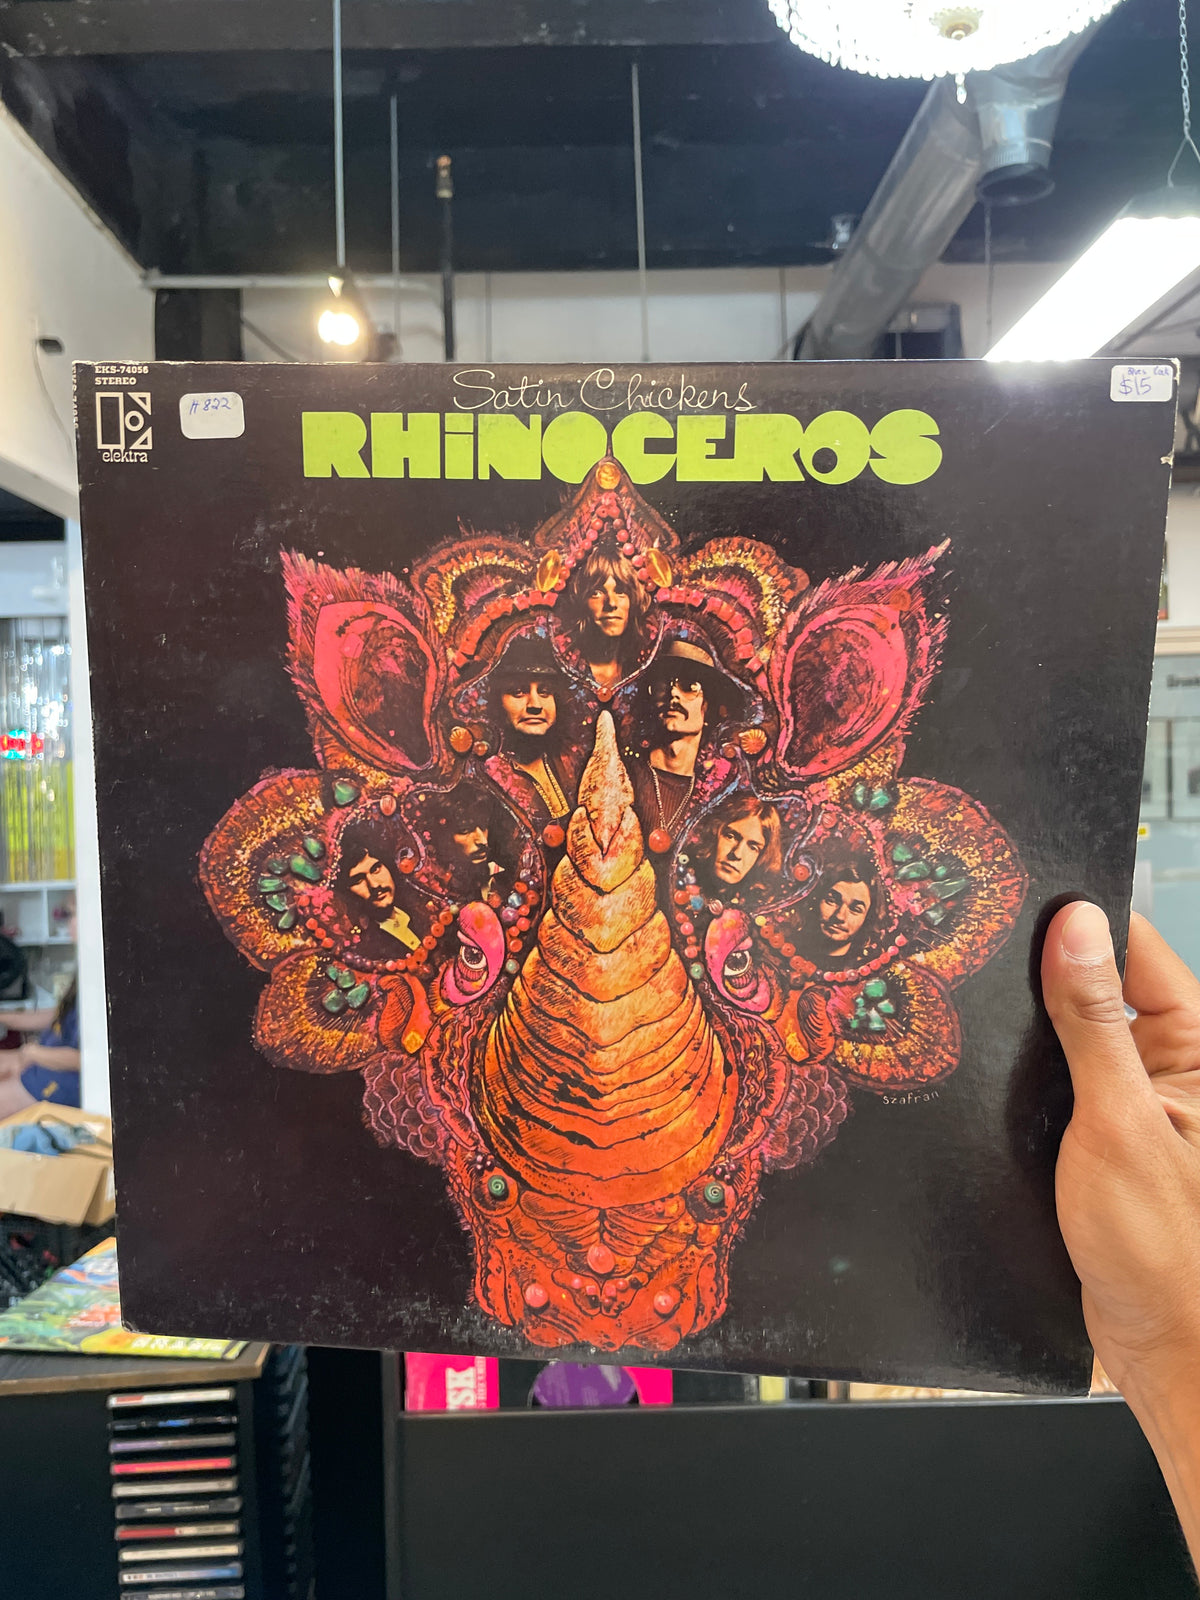 EKS-74056
STEREO
elektra
# 822
Satin Chickens
RHiNOCEROS
$15
szafran